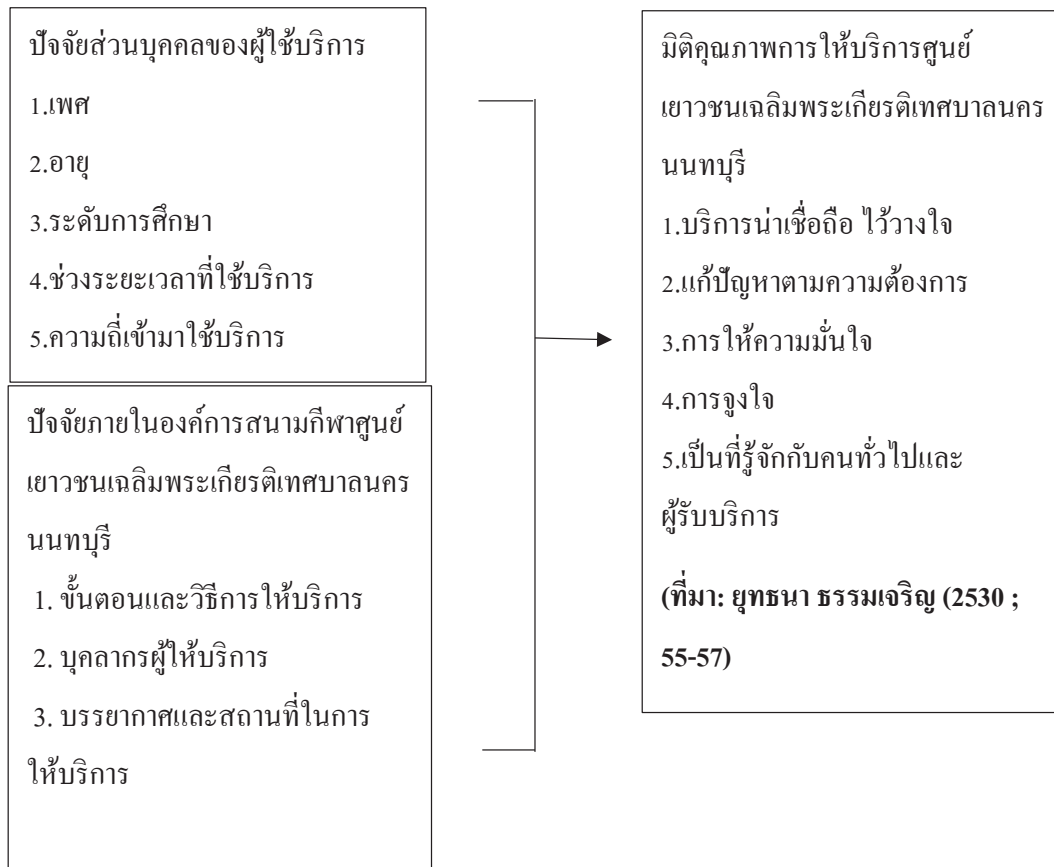 ปัจจัยส่วนบุคคลของผู้ใช้บริการ
1.เพศ
2.อายุ
3.ระดับการศึกษา
4.ช่วงระยะเวลาที่ใช้บริการ
5.ความถี่เข้ามาใช้บริการ
ปัจจัยภายในองค์การสนามกีฬาศูนย์
เยาวชนเฉลิมพระเกียรติเทศบาลนคร
นนทบุรี
1. ขั้นตอนและวิธีการให้บริการ
2. บุคลากรผู้ให้บริการ
3. บรรยากาศและสถานที่ในการ
ให้บริการ
มิติคุณภาพการให้บริการศูนย์
เยาวชนเฉลิมพระเกียรติเทศบาลนคร
นนทบุรี
1.บริการน่าเชื่อถือ ไว้วางใจ
2.แก้ปัญหาตามความต้องการ
3.การให้ความมั่นใจ
4.การจูงใจ
5.เป็นที่รู้จักกับคนทั่วไปและ
ผู้รับบริการ
(ที่มา: ยุทธนา ธรรมเจริญ (2530 ;
55-57)